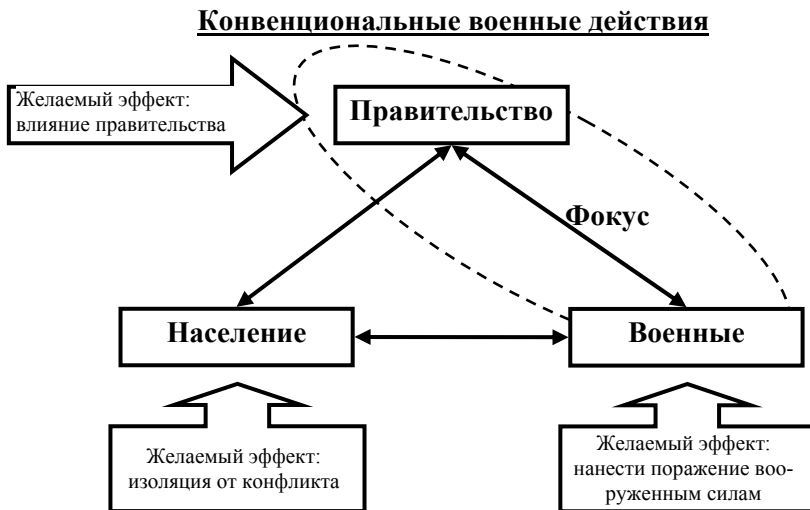 Конвенциональные военные действия
Желаемый эффект:
влияние правительства
Правительство
Фокус
Население
Военные
Желаемый эффект:
изоляция от конфликта
Желаемый эффект:
нанести поражение воо-
руженным силам